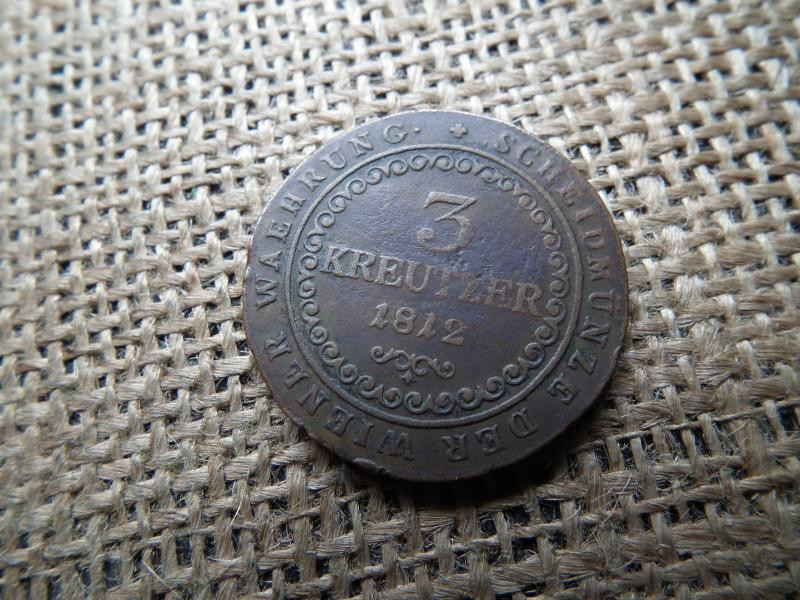 SCHEIDMÜNZE DER WIENER WAEHRUNG.
3
KREUTZER
1812